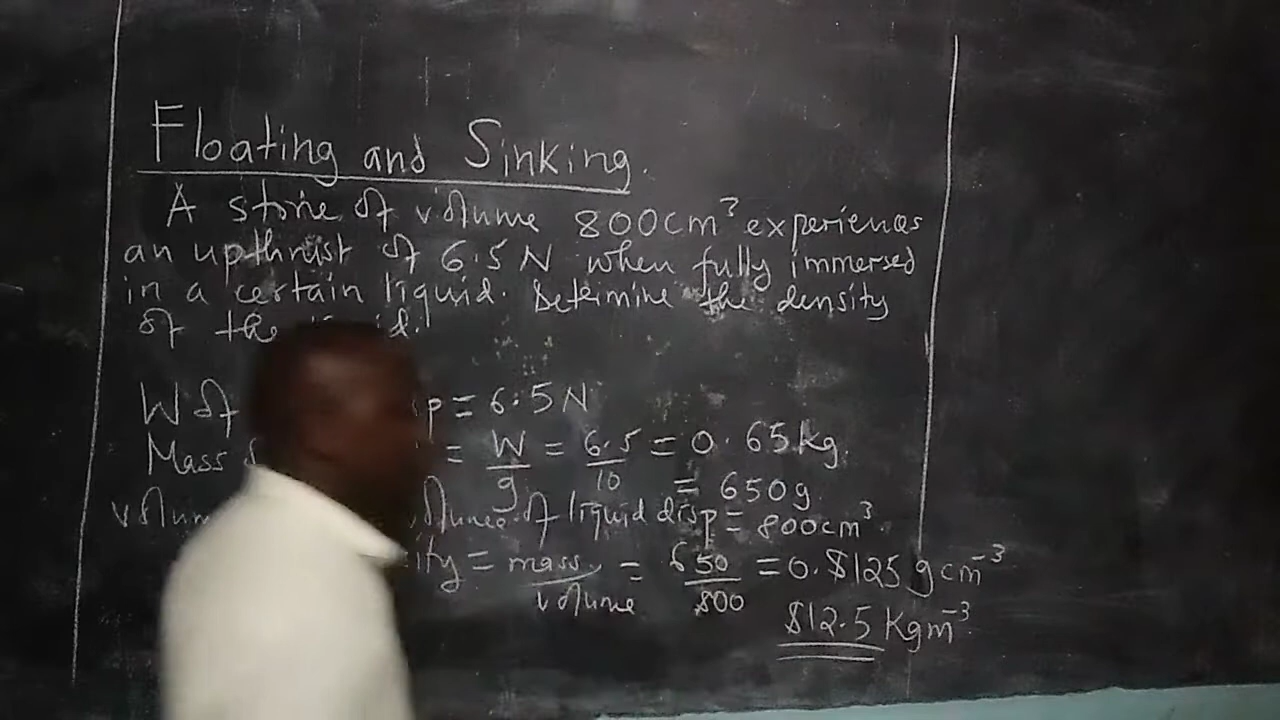 Floating and Sinking.
A stone of volume 800cm³ experiences
an upthrust of 6.5N when fully immersed
in a certain liquid. Determine the density
of the
W of p = 6.5N
Mass = W/g = 6.5/10 = 0.65kg
= 650g
of liquid disp = 800cm³
= mass/volume = 650/800 = 0.8125 gcm⁻³
812.5 Kgm⁻³